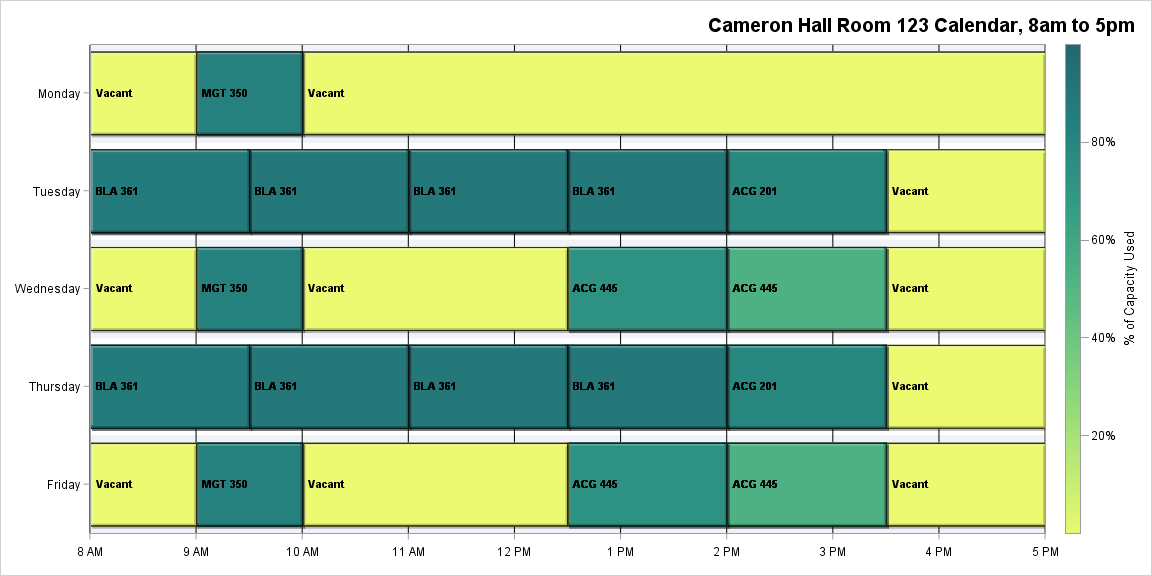 Cameron Hall Room 123 Calendar, 8am to 5pm
Monday
Vacant
MGT 350
Vacant
Tuesday
BLA 361
BLA 361
BLA 361
BLA 361
ACG 201
Vacant
Wednesday
Vacant
MGT 350
Vacant
ACG 445
ACG 445
Vacant
Thursday
BLA 361
BLA 361
BLA 361
BLA 361
ACG 201
Vacant
Friday
Vacant
MGT 350
Vacant
ACG 445
ACG 445
Vacant
8 AM
9 AM
10 AM
11 AM
12 PM
1 PM
2 PM
3 PM
4 PM
5 PM
80%
60%
40%
20%
% of Capacity Used